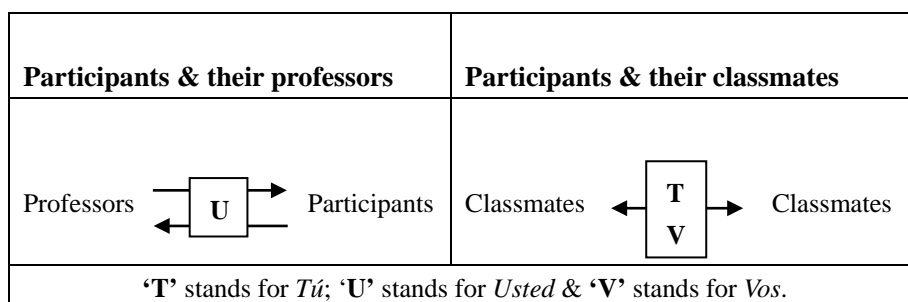 Participants & their professors
Participants & their classmates
Professors U Participants
Classmates T V Classmates
‘T’ stands for Tú; ‘U’ stands for Usted & ‘V’ stands for Vos.